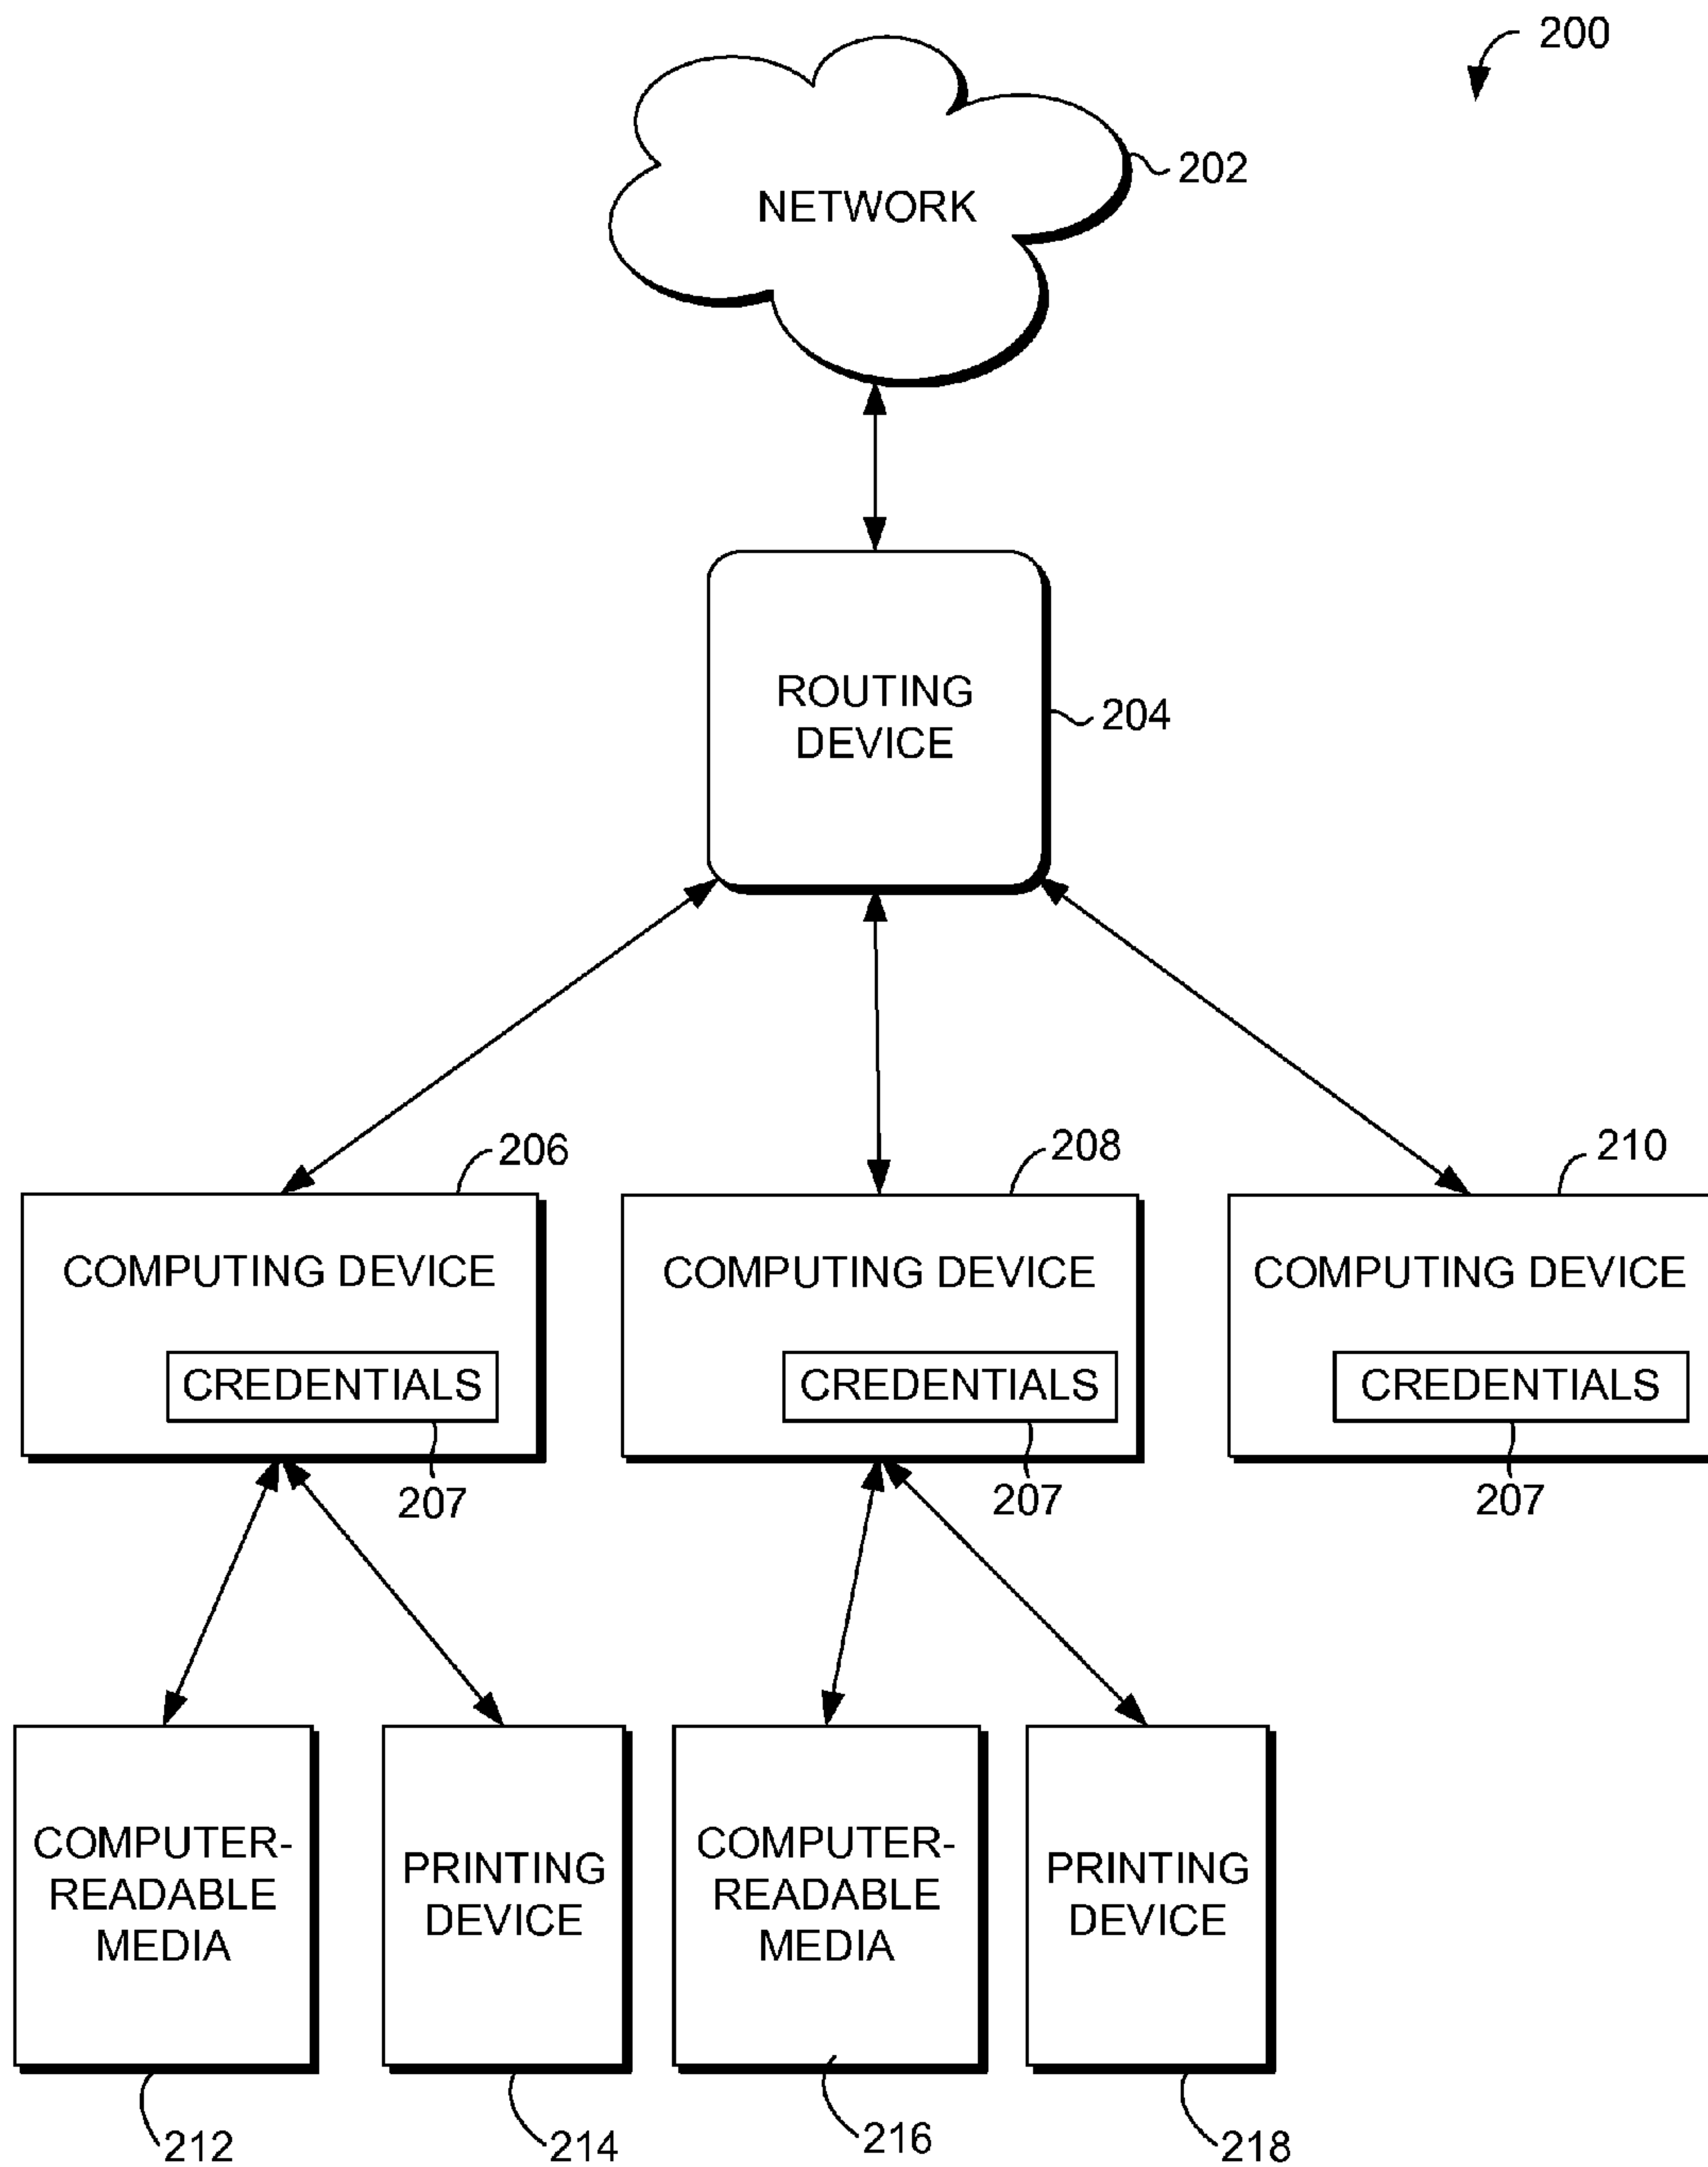 200
202
NETWORK
ROUTING
DEVICE
204
206
208
210
COMPUTING DEVICE
COMPUTING DEVICE
COMPUTING DEVICE
CREDENTIALS
CREDENTIALS
CREDENTIALS
207
207
207
COMPUTER-
READABLE
MEDIA
PRINTING
DEVICE
COMPUTER-
READABLE
MEDIA
PRINTING
DEVICE
212
214
216
218